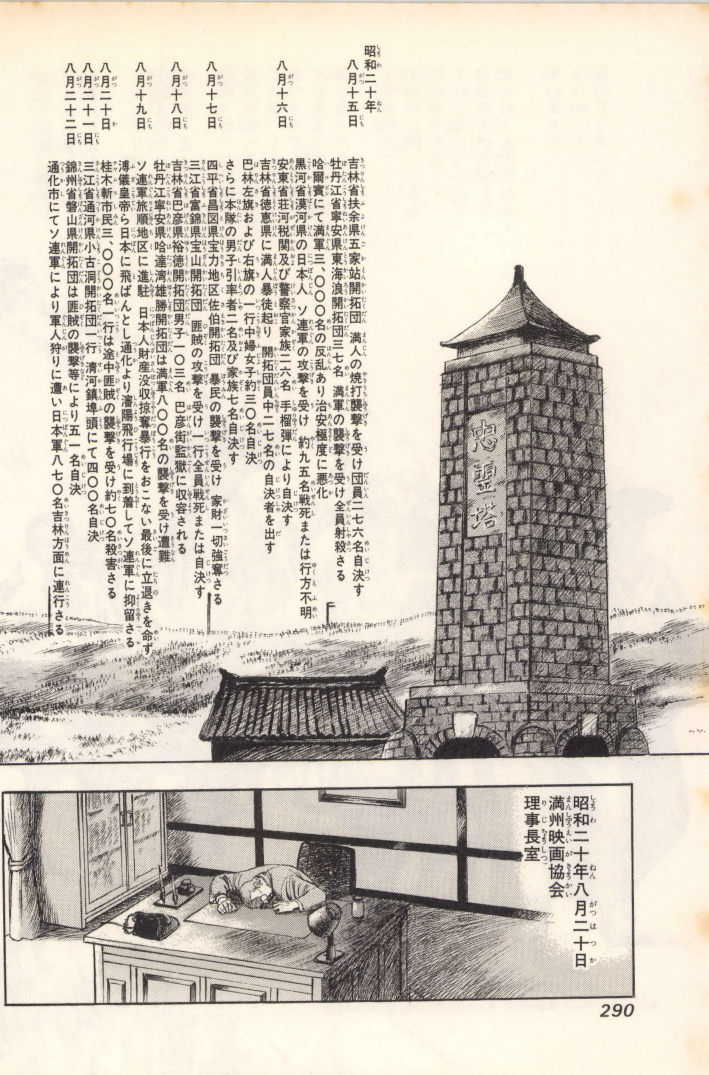 昭和二十年
八月十五日
吉林省扶余県五家站開拓団　満人の焼打襲撃を受け団員二七六名自決す
牡丹江省寧安県東海浪開拓団三七名　満軍の襲撃を受け全員射殺さる
哈爾賓にて満軍三、〇〇〇名の反乱あり治安極度に悪化
黒河省漠河県の日本人　ソ連軍の攻撃を受け　約九五名戦死または行方不明
八月十六日
安東省荘河税関及び警察官家族二六名　手榴弾により自決す
吉林省徳恵県に満人暴徒起り　開拓団員中二七名の自決者を出す
巴林左旗および右旗の一行中婦女子約三〇名自決す
さらに本隊の男子引率者二名及び家族七名自決す
八月十七日
四平省昌図県宝力地区佐伯開拓団　暴民の襲撃を受け　家財一切強奪さる
三江省富錦県宝山開拓団　匪賊の攻撃を受け一行全員戦死または自決す
八月十八日
吉林省巴彦県裕徳開拓団男子一〇三名　巴彦街監獄に収容される
牡丹江寧安県哈達湾雄勝開拓団は満軍八〇〇名の襲撃を受け遭難
八月十九日
ソ連軍旅順地区に進駐　日本人財産没収掠奪暴行をおこない最後に立退きを命ず
溥儀皇帝ら日本に飛ばんとし通化より瀋陽飛行場に到着してソ連軍に抑留さる
八月二十日
桂木斬市民三、〇〇〇名一行は途中匪賊の襲撃を受け約七〇名殺害さる
八月二十一日
三江省通河県小古洞開拓団一行　清河鎮埠頭にて四〇〇名自決
八月二十二日
錦州省磐山県開拓団は匪賊の襲撃等により五一名自決
通化市にてソ連軍により軍人狩りに遭い日本軍八七〇名吉林方面に連行さる
忠霊塔
昭和二十年八月二十日
満州映画協会
理事長室
290